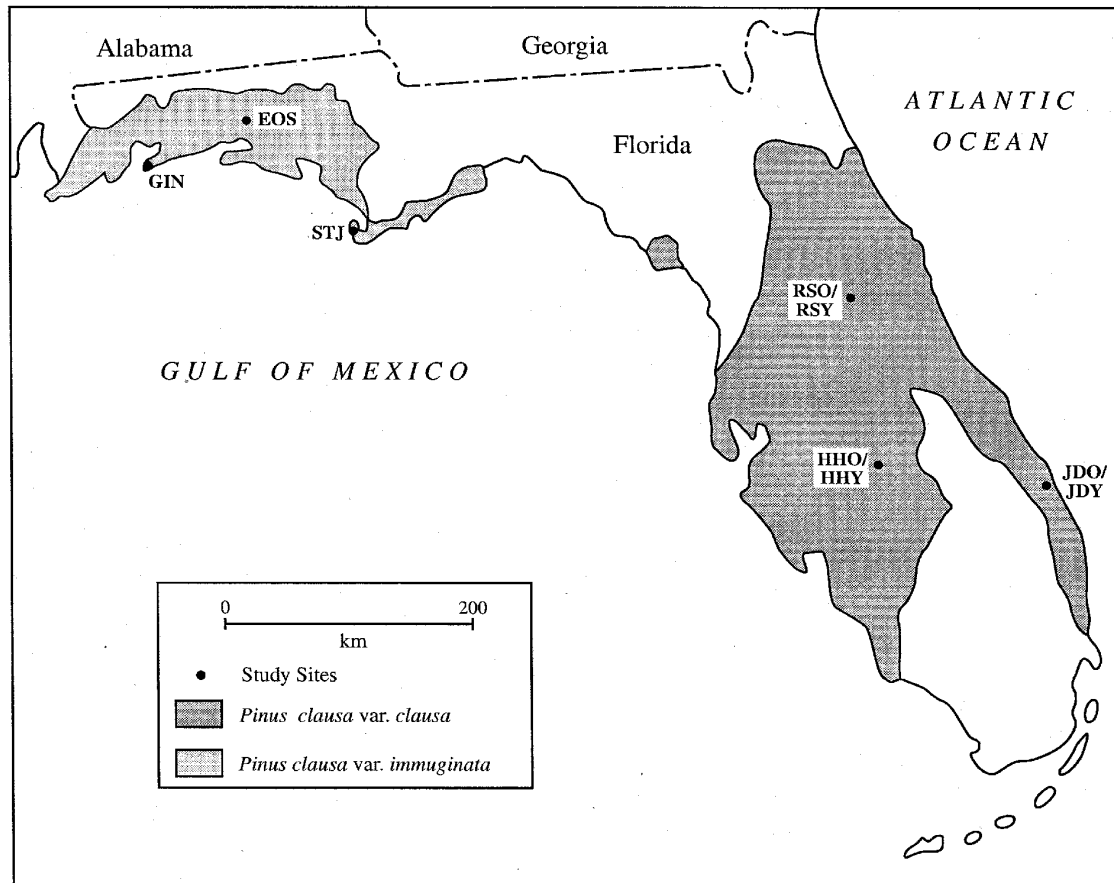 Alabama
Georgia
ATLANTIC
OCEAN
EOS
Florida
GIN
STJ
RSO/
RSY
GULF OF MEXICO
HHO/
HHY
JDO/
JDY
0 200
km
Study Sites
Pinus clausa var. clausa
Pinus clausa var. immuginata